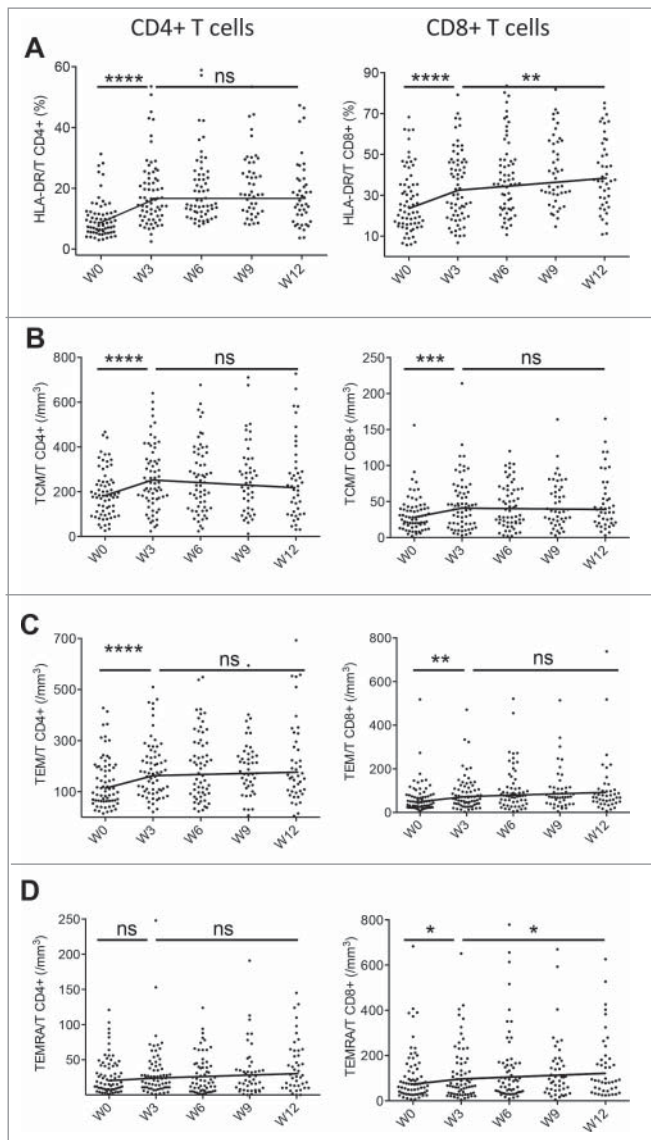 CD4+ T cells
CD8+ T cells
A
HLA-DR/T CD4+ (%)
60
40
20
0
****
ns
W0
W3
W6
W9
W12
HLA-DR/T CD8+ (%)
90
70
50
30
10
****
**
W0
W3
W6
W9
W12
B
TCM/T CD4+ (/mm³)
800
600
400
200
0
****
ns
W0
W3
W6
W9
W12
TCM/T CD8+ (/mm³)
250
200
150
100
50
0
***
ns
W0
W3
W6
W9
W12
C
TEM/T CD4+ (/mm³)
700
500
300
100
****
ns
W0
W3
W6
W9
W12
TEM/T CD8+ (/mm³)
800
600
400
200
0
**
ns
W0
W3
W6
W9
W12
D
TEMRA/T CD4+ (/mm³)
250
200
150
100
50
ns
ns
W0
W3
W6
W9
W12
TEMRA/T CD8+ (/mm³)
800
600
400
200
0
*
*
W0
W3
W6
W9
W12